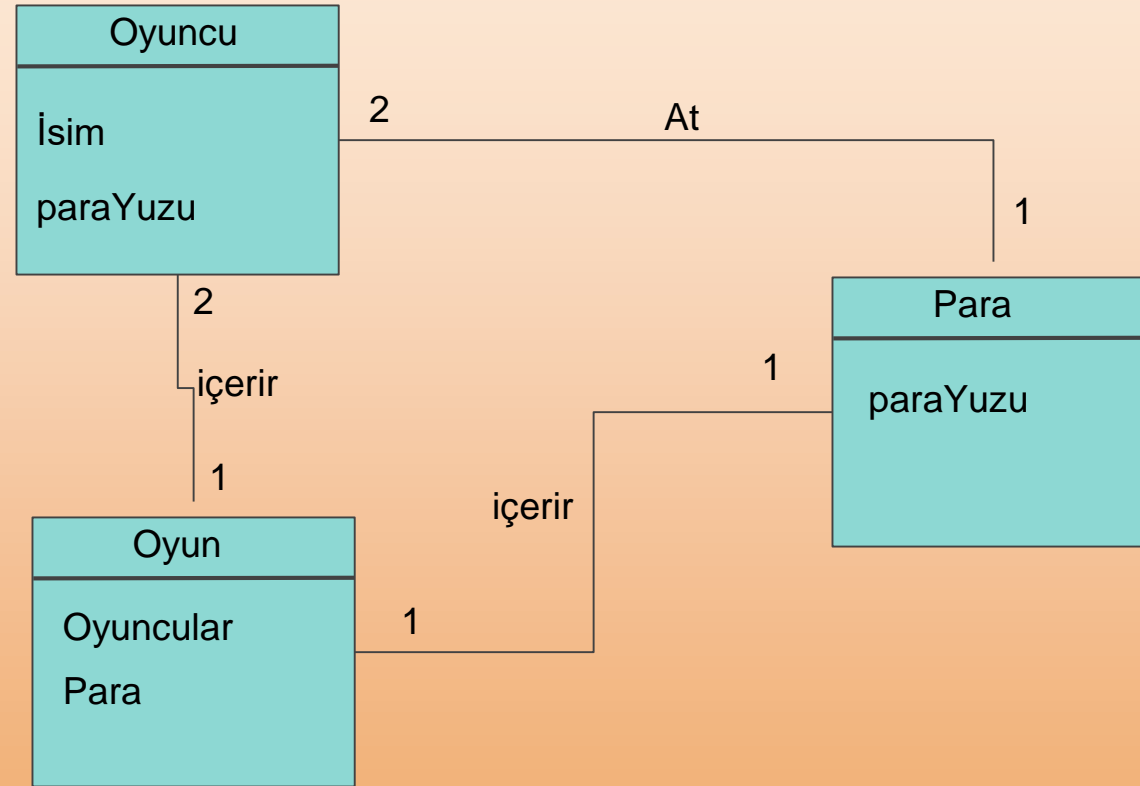 Oyuncu
İsim
paraYuzu
2
At
1
2
içerir
1
Para
paraYuzu
1
içerir
1
Oyun
Oyuncular
Para